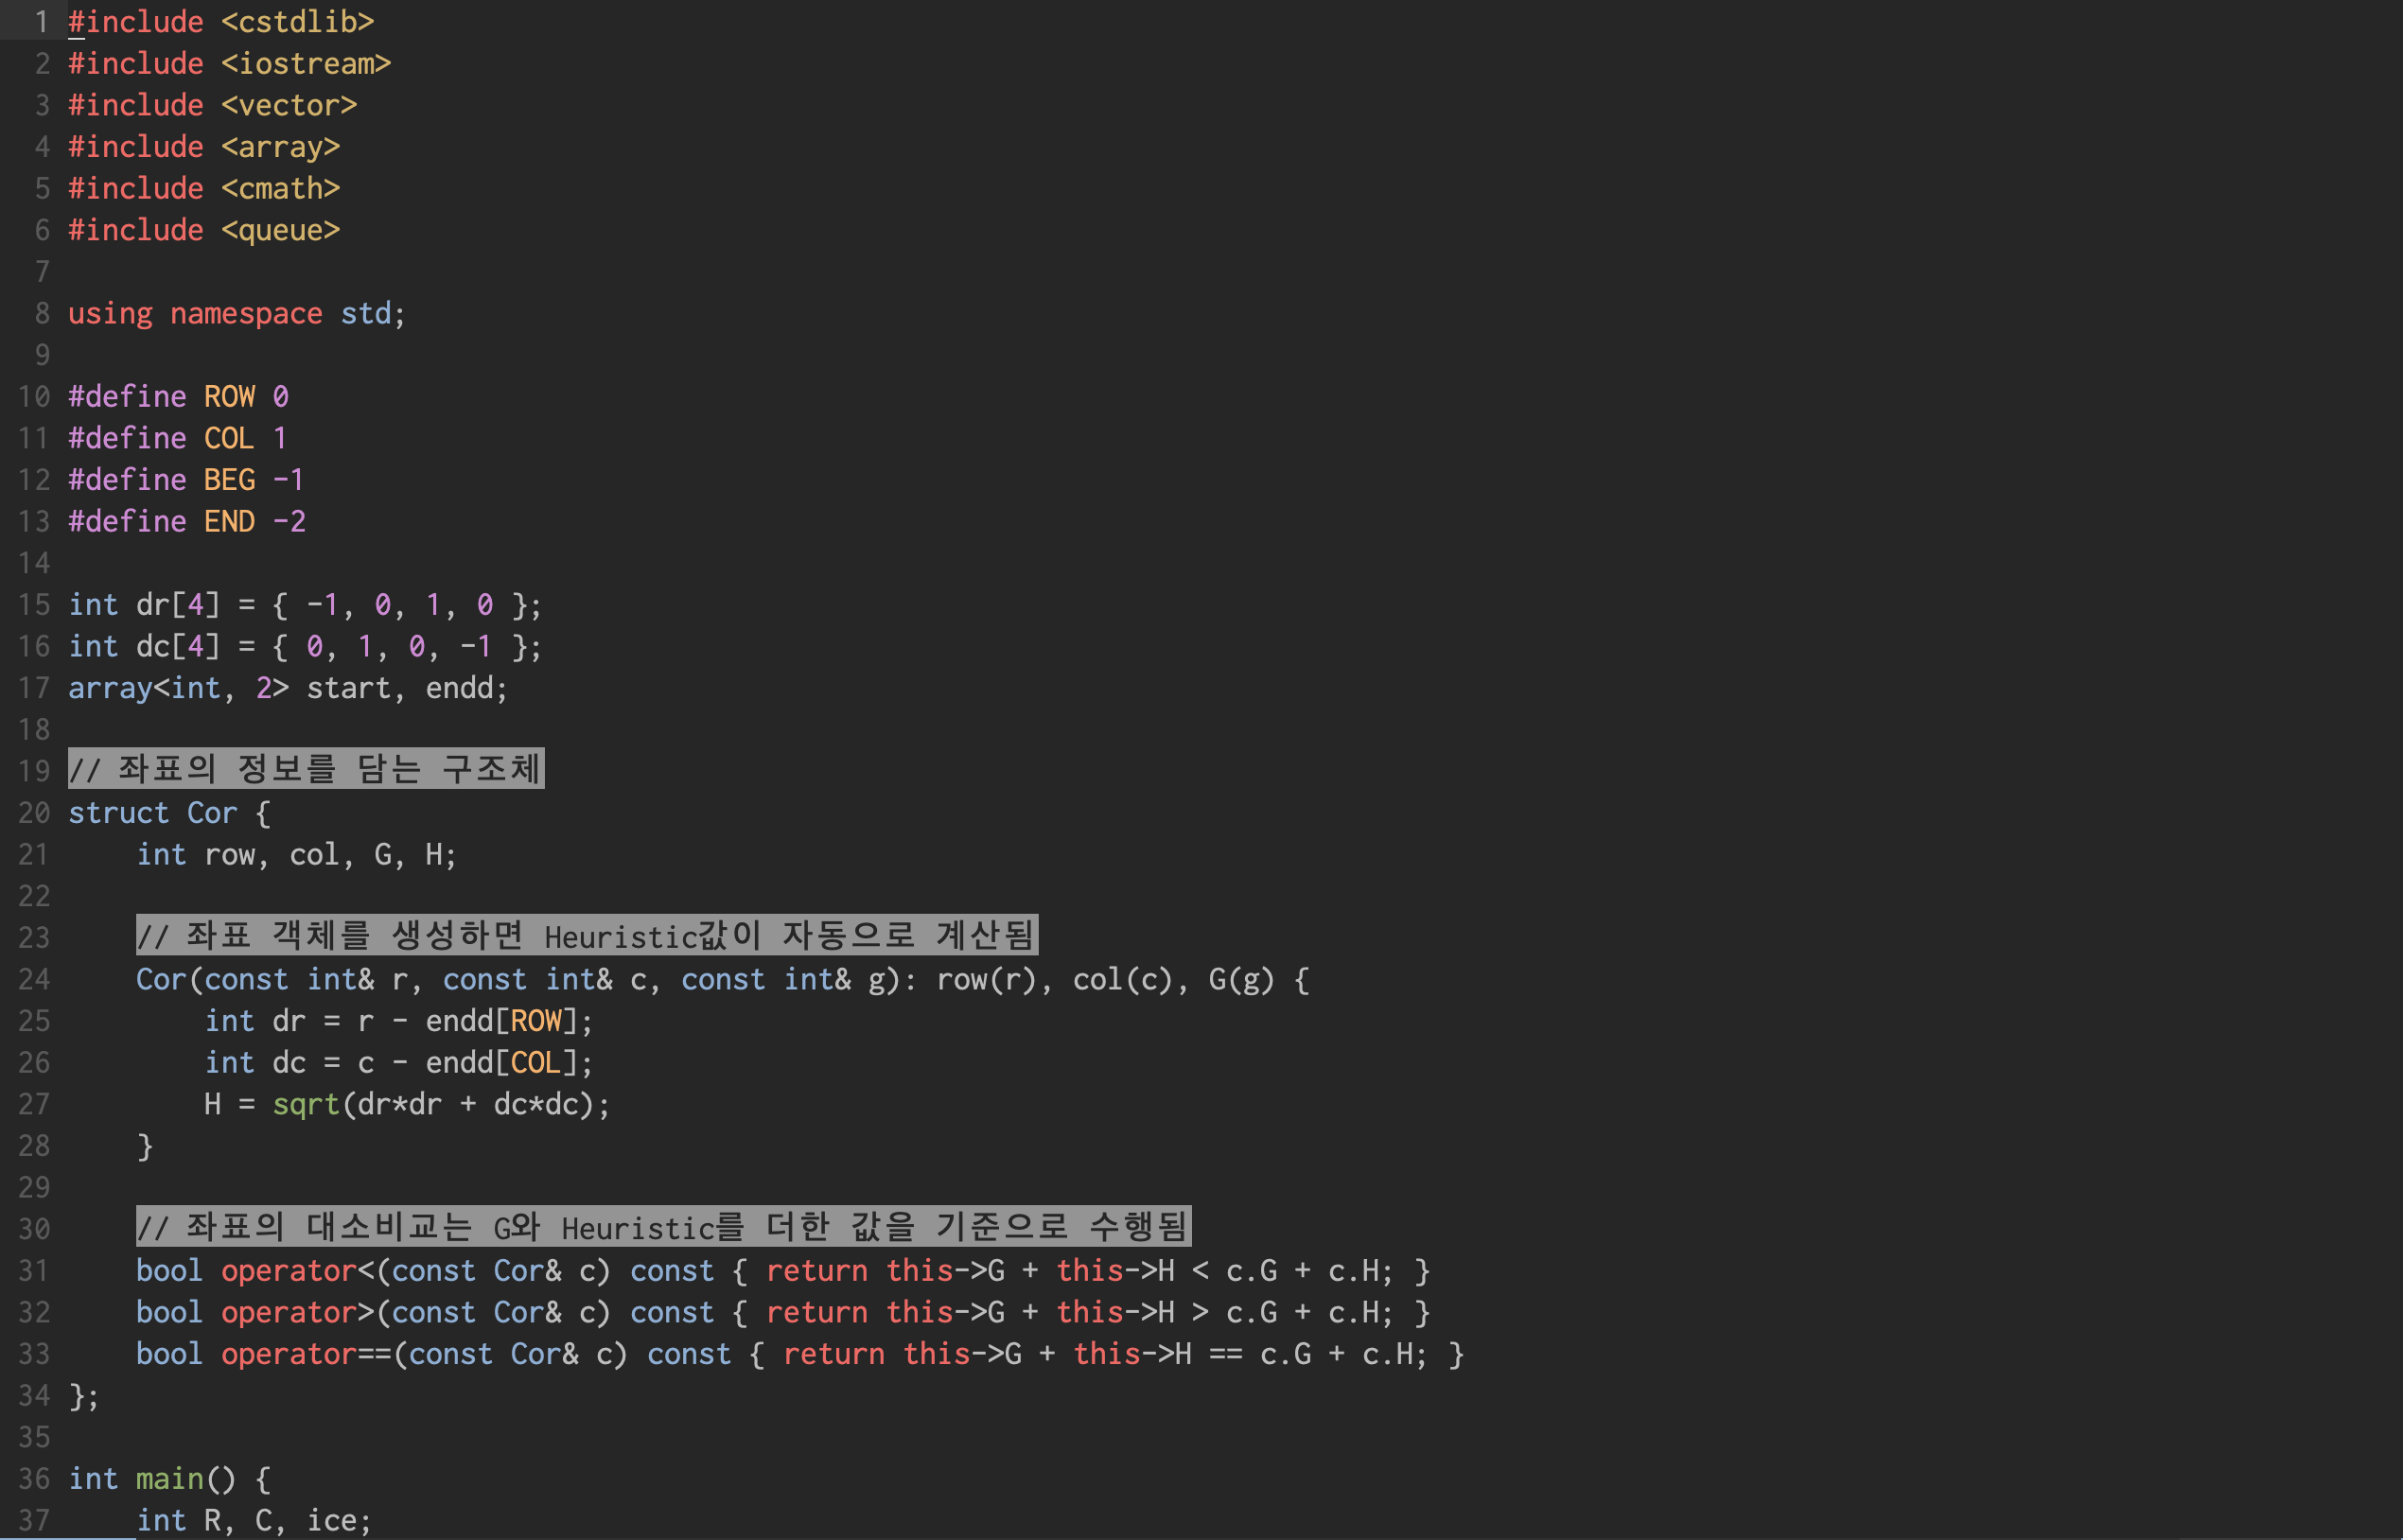 1 #include <cstdlib>
2 #include <iostream>
3 #include <vector>
4 #include <array>
5 #include <cmath>
6 #include <queue>
7
8 using namespace std;
9
10 #define ROW 0
11 #define COL 1
12 #define BEG -1
13 #define END -2
14
15 int dr[4] = { -1, 0, 1, 0 };
16 int dc[4] = { 0, 1, 0, -1 };
17 array<int, 2> start, endd;
18
19 // 좌표의 정보를 담는 구조체
20 struct Cor {
21     int row, col, G, H;
22
23     // 좌표 객체를 생성하면 Heuristic값이 자동으로 계산됨
24     Cor(const int& r, const int& c, const int& g): row(r), col(c), G(g) {
25         int dr = r - endd[ROW];
26         int dc = c - endd[COL];
27         H = sqrt(dr*dr + dc*dc);
28     }
29
30     // 좌표의 대소비교는 G와 Heuristic를 더한 값을 기준으로 수행됨
31     bool operator<(const Cor& c) const { return this->G + this->H < c.G + c.H; }
32     bool operator>(const Cor& c) const { return this->G + this->H > c.G + c.H; }
33     bool operator==(const Cor& c) const { return this->G + this->H == c.G + c.H; }
34 };
35
36 int main() {
37     int R, C, ice;